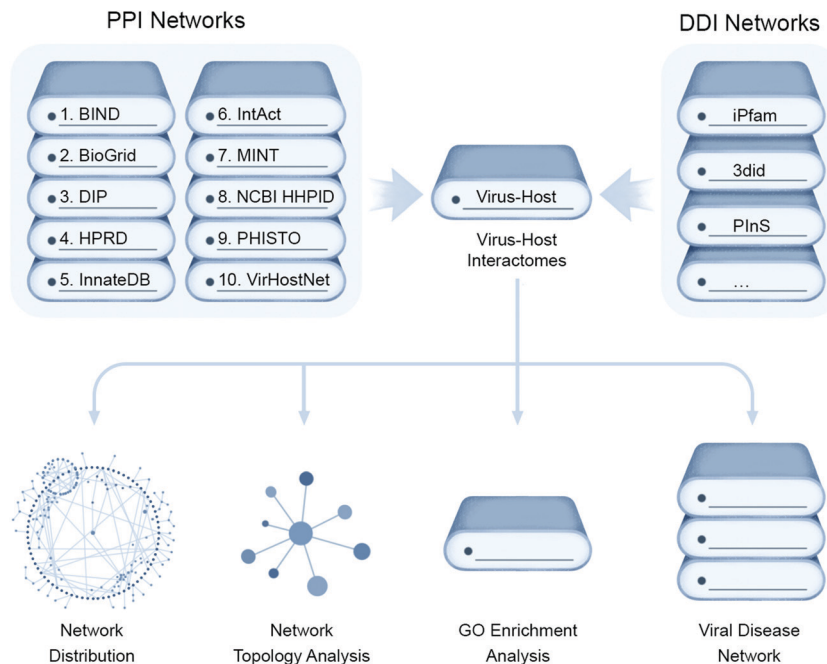 PPI Networks
DDI Networks
1. BIND
2. BioGrid
3. DIP
4. HPRD
5. InnateDB
6. IntAct
7. MINT
8. NCBI HHPID
9. PHISTO
10. VirHostNet
Virus-Host
Virus-Host
Interactomes
iPfam
3did
PInS
...
Network
Distribution
Network
Topology Analysis
GO Enrichment
Analysis
Viral Disease
Network